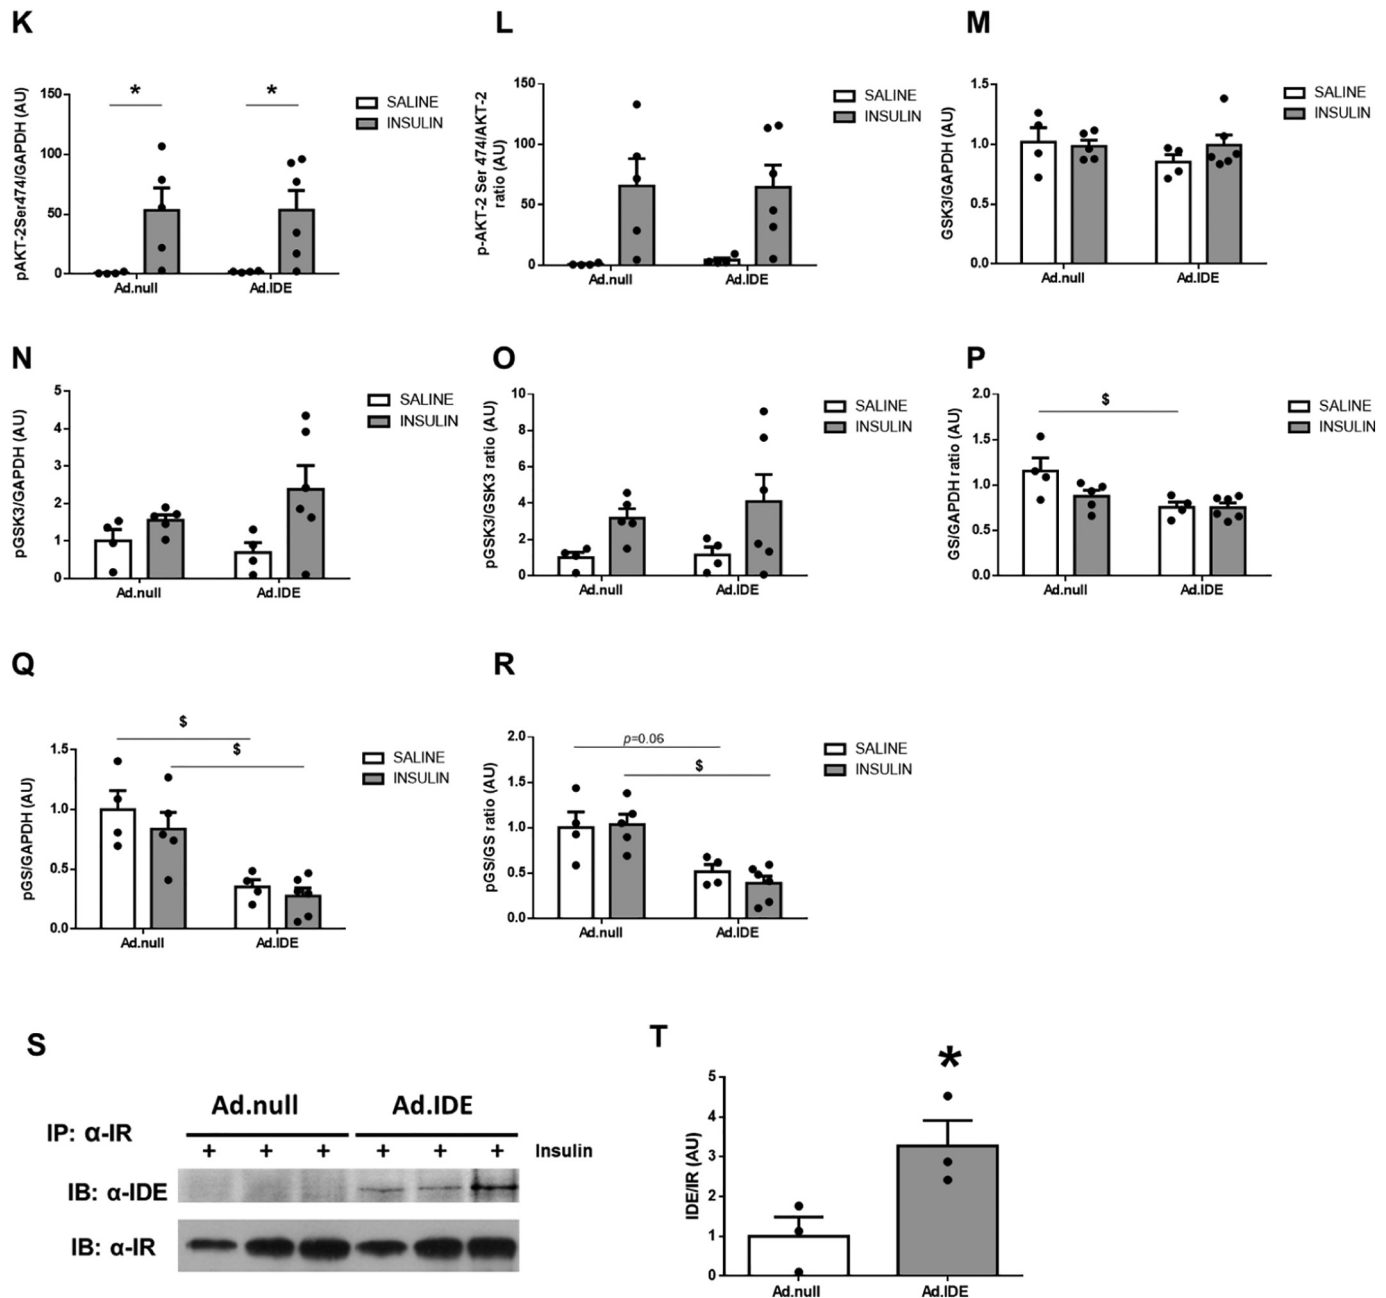 K
pAKT-2Ser474/GAPDH (AU)
150
100
50
0
*
*
Ad.null
Ad.IDE
SALINE
INSULIN
L
p-AKT-2 Ser 474/AKT-2
ratio (AU)
150
100
50
0
Ad.null
Ad.IDE
SALINE
INSULIN
M
GSK3/GAPDH (AU)
1.5
1.0
0.5
0.0
Ad.null
Ad.IDE
SALINE
INSULIN
N
pGSK3/GAPDH (AU)
5
4
3
2
1
0
Ad.null
Ad.IDE
SALINE
INSULIN
O
pGSK3/GSK3 ratio (AU)
10
8
6
4
2
0
Ad.null
Ad.IDE
SALINE
INSULIN
P
GS/GAPDH ratio (AU)
2.0
1.5
1.0
0.5
0.0
$
Ad.null
Ad.IDE
SALINE
INSULIN
Q
pGS/GAPDH (AU)
1.5
1.0
0.5
0.0
$
$
Ad.null
Ad.IDE
SALINE
INSULIN
R
pGS/GS ratio (AU)
2.0
1.5
1.0
0.5
0.0
p=0.06
$
Ad.null
Ad.IDE
SALINE
INSULIN
S
Ad.null Ad.IDE
IP: α-IR
+ + + + + + Insulin
IB: α-IDE
IB: α-IR
T
IDE/IR (AU)
5
4
3
2
1
0
*
Ad.null
Ad.IDE